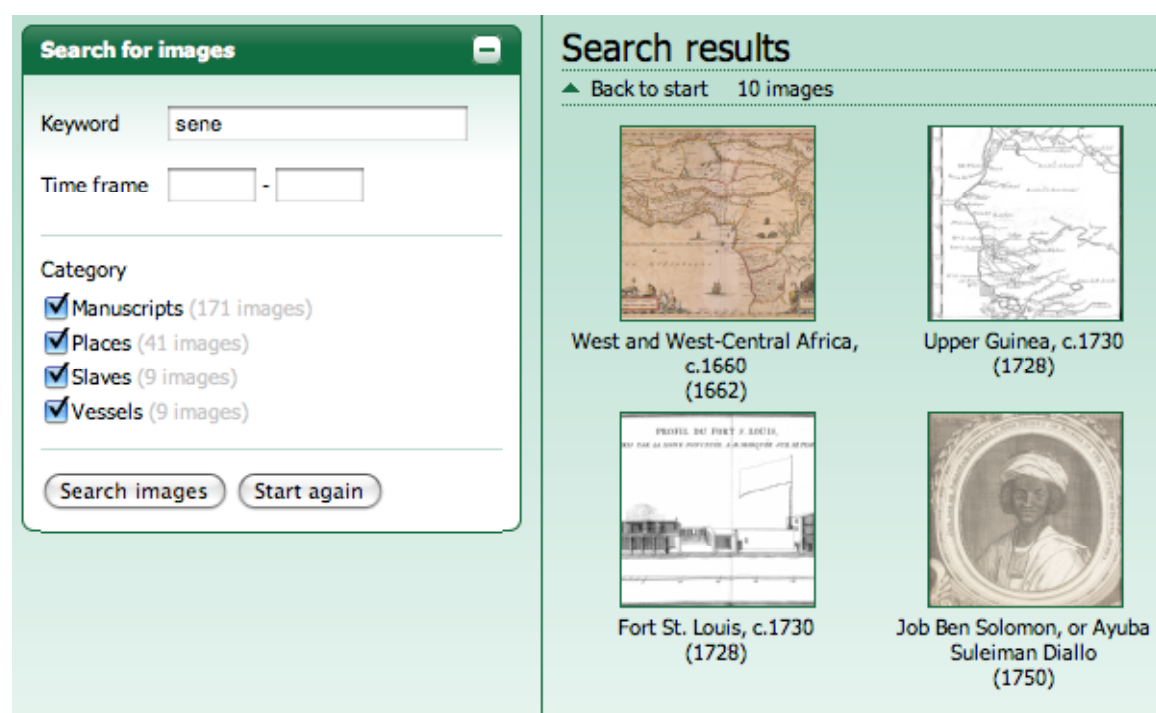 Search for images
Keyword sene
Time frame -
Category
Manuscripts (171 images)
Places (41 images)
Slaves (9 images)
Vessels (9 images)
Search images Start again
Search results
Back to start 10 images
West and West-Central Africa,
c.1660
(1662)
Upper Guinea, c.1730
(1728)
PROFIL DU FORT S. LOUIS,
Fort St. Louis, c.1730
(1728)
Job Ben Solomon, or Ayuba
Suleiman Diallo
(1750)